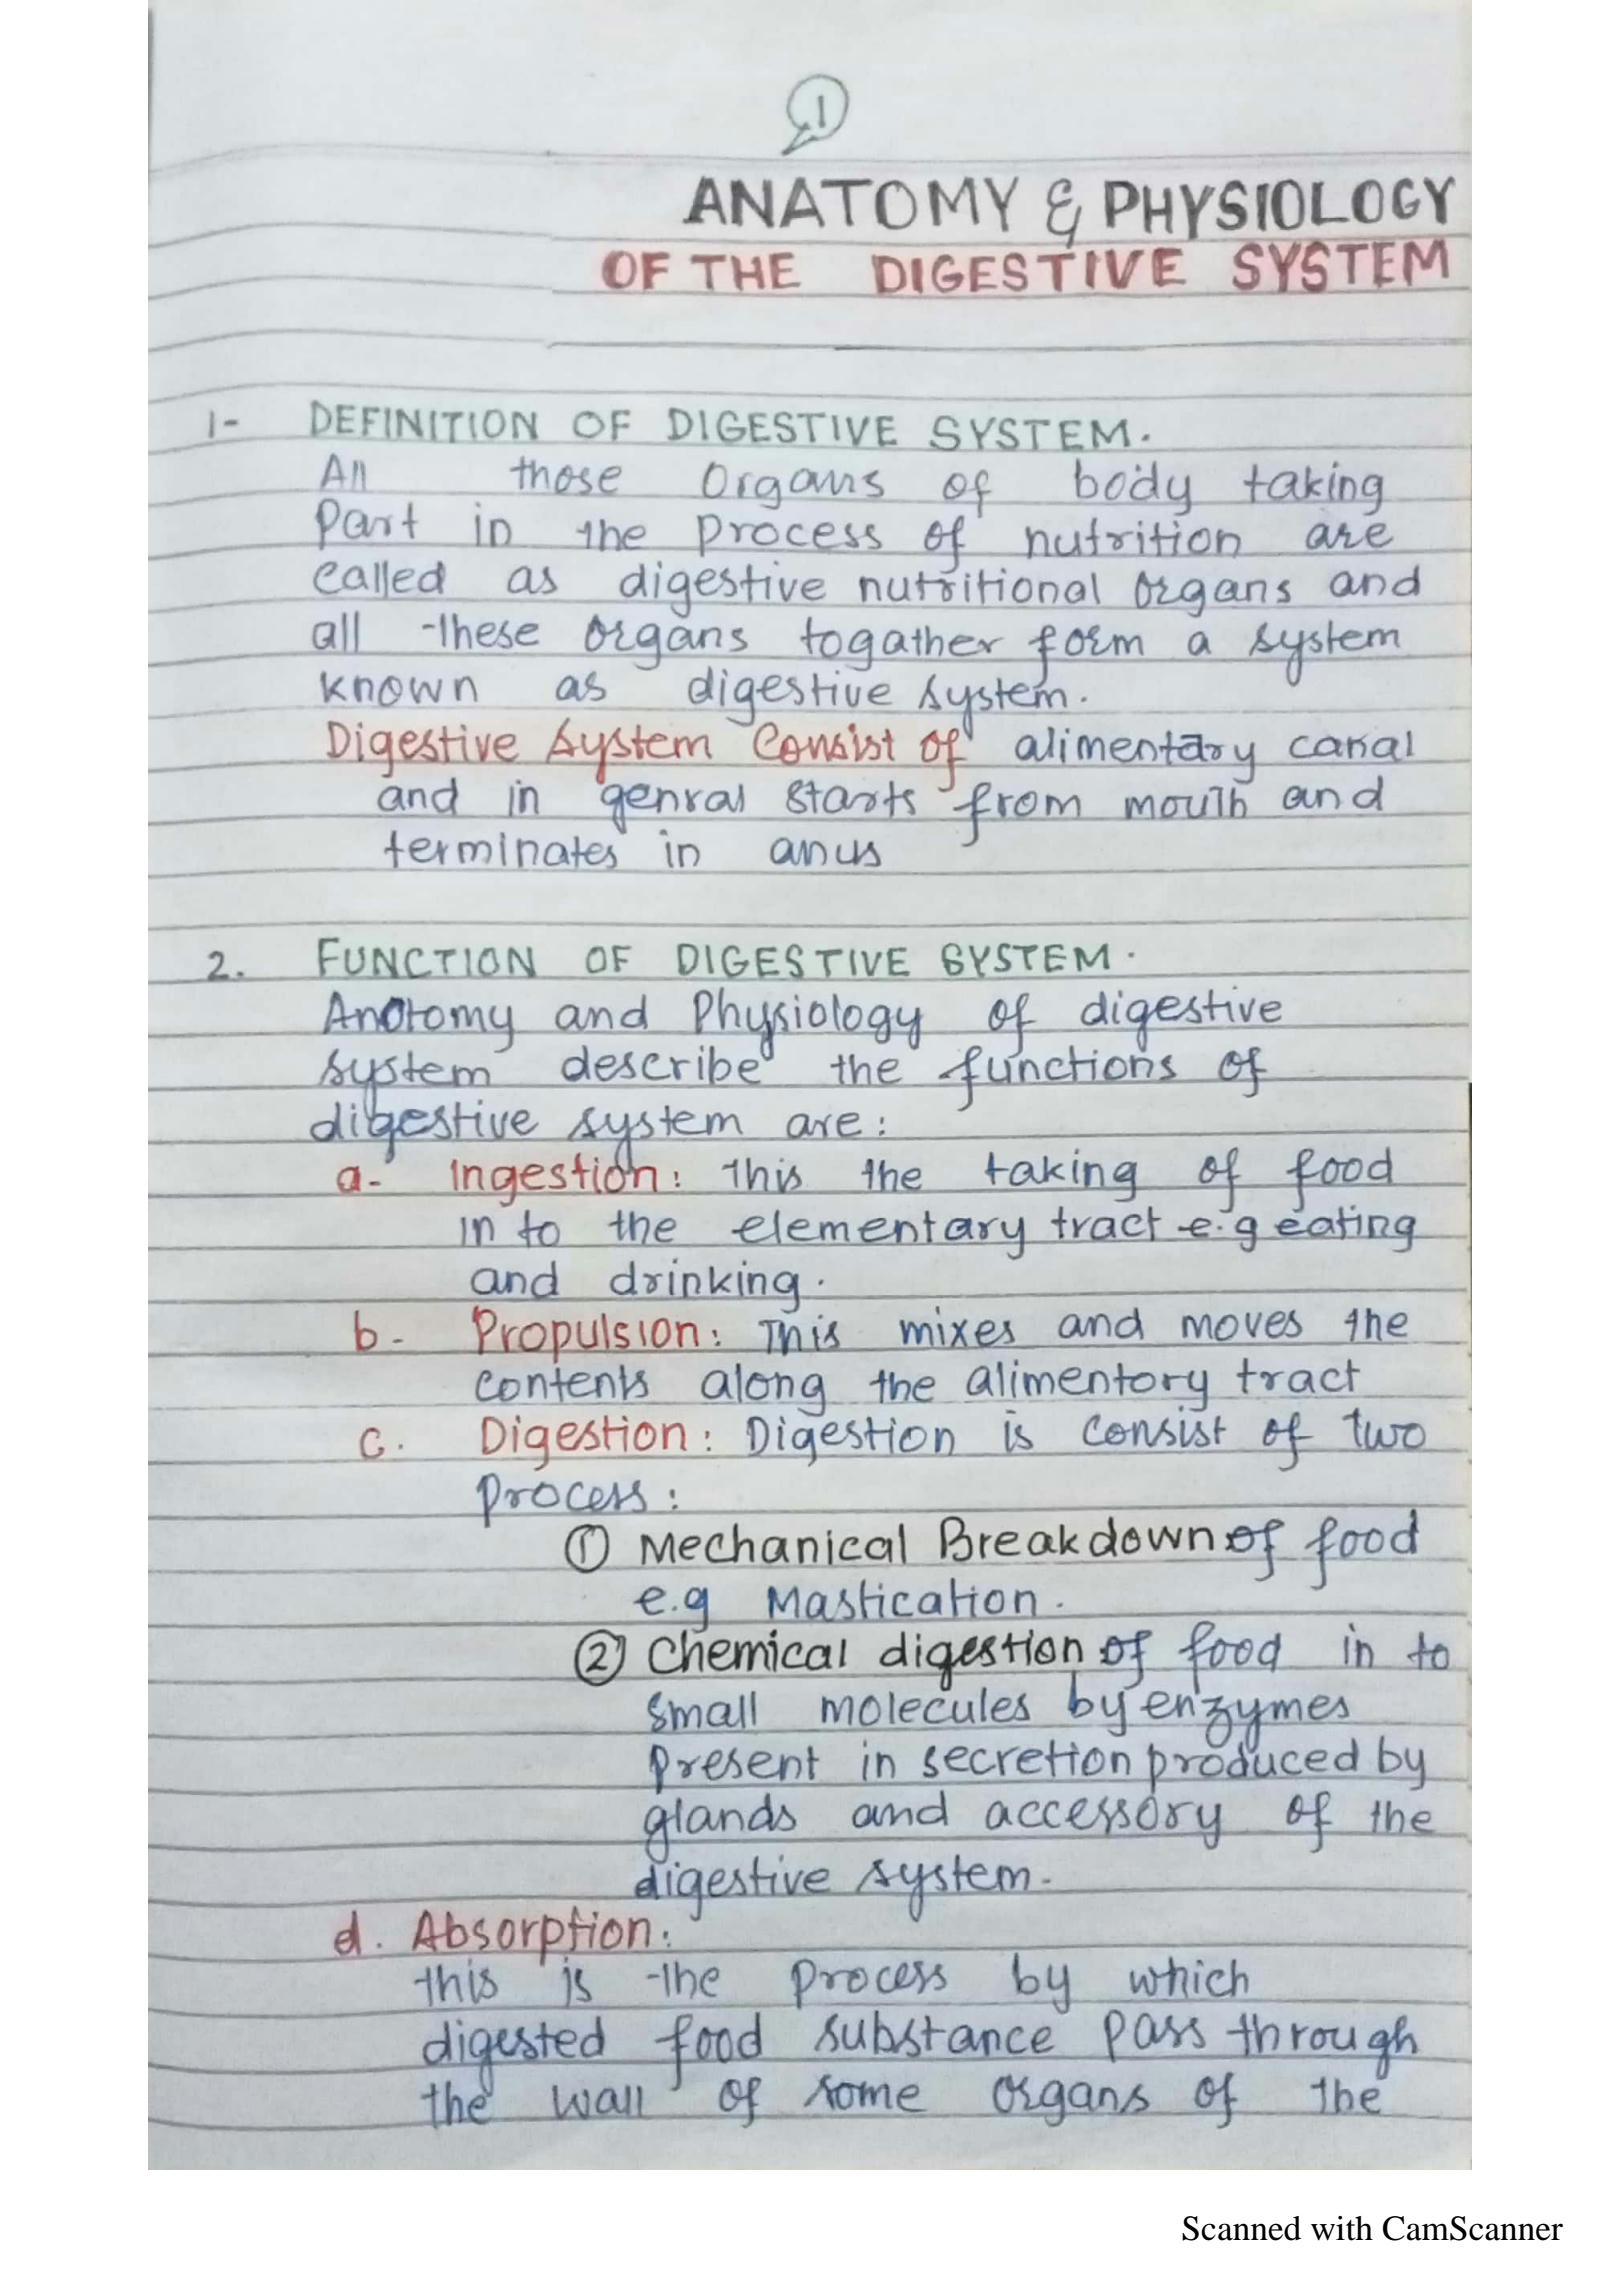 1
ANATOMY & PHYSIOLOGY
OF THE DIGESTIVE SYSTEM
1- DEFINITION OF DIGESTIVE SYSTEM.
All those Organs of body taking
Part in the Process of nutrition are
called as digestive nutritional organs and
all these organs togather form a system
known as digestive system.
Digestive system Consist of alimentary canal
and in genral starts from mouth and
terminates in anus
2. FUNCTION OF DIGESTIVE SYSTEM.
Anatomy and Physiology of digestive
system describe the functions of
digestive system are:
a- Ingestion: This the taking of food
in to the elementary tract e.g eating
and drinking.
b- Propulsion: This mixes and moves the
contents along the alimentory tract
c. Digestion: Digestion is consist of two
Process:
① Mechanical Breakdown of food
e.g Mastication.
② Chemical digestion of food in to
small molecules by enzymes
Present in secretion produced by
glands and accessory of the
digestive system.
d. Absorption:
this is the Process by which
digested food substance Pass through
the wall of some organs of the
Scanned with CamScanner